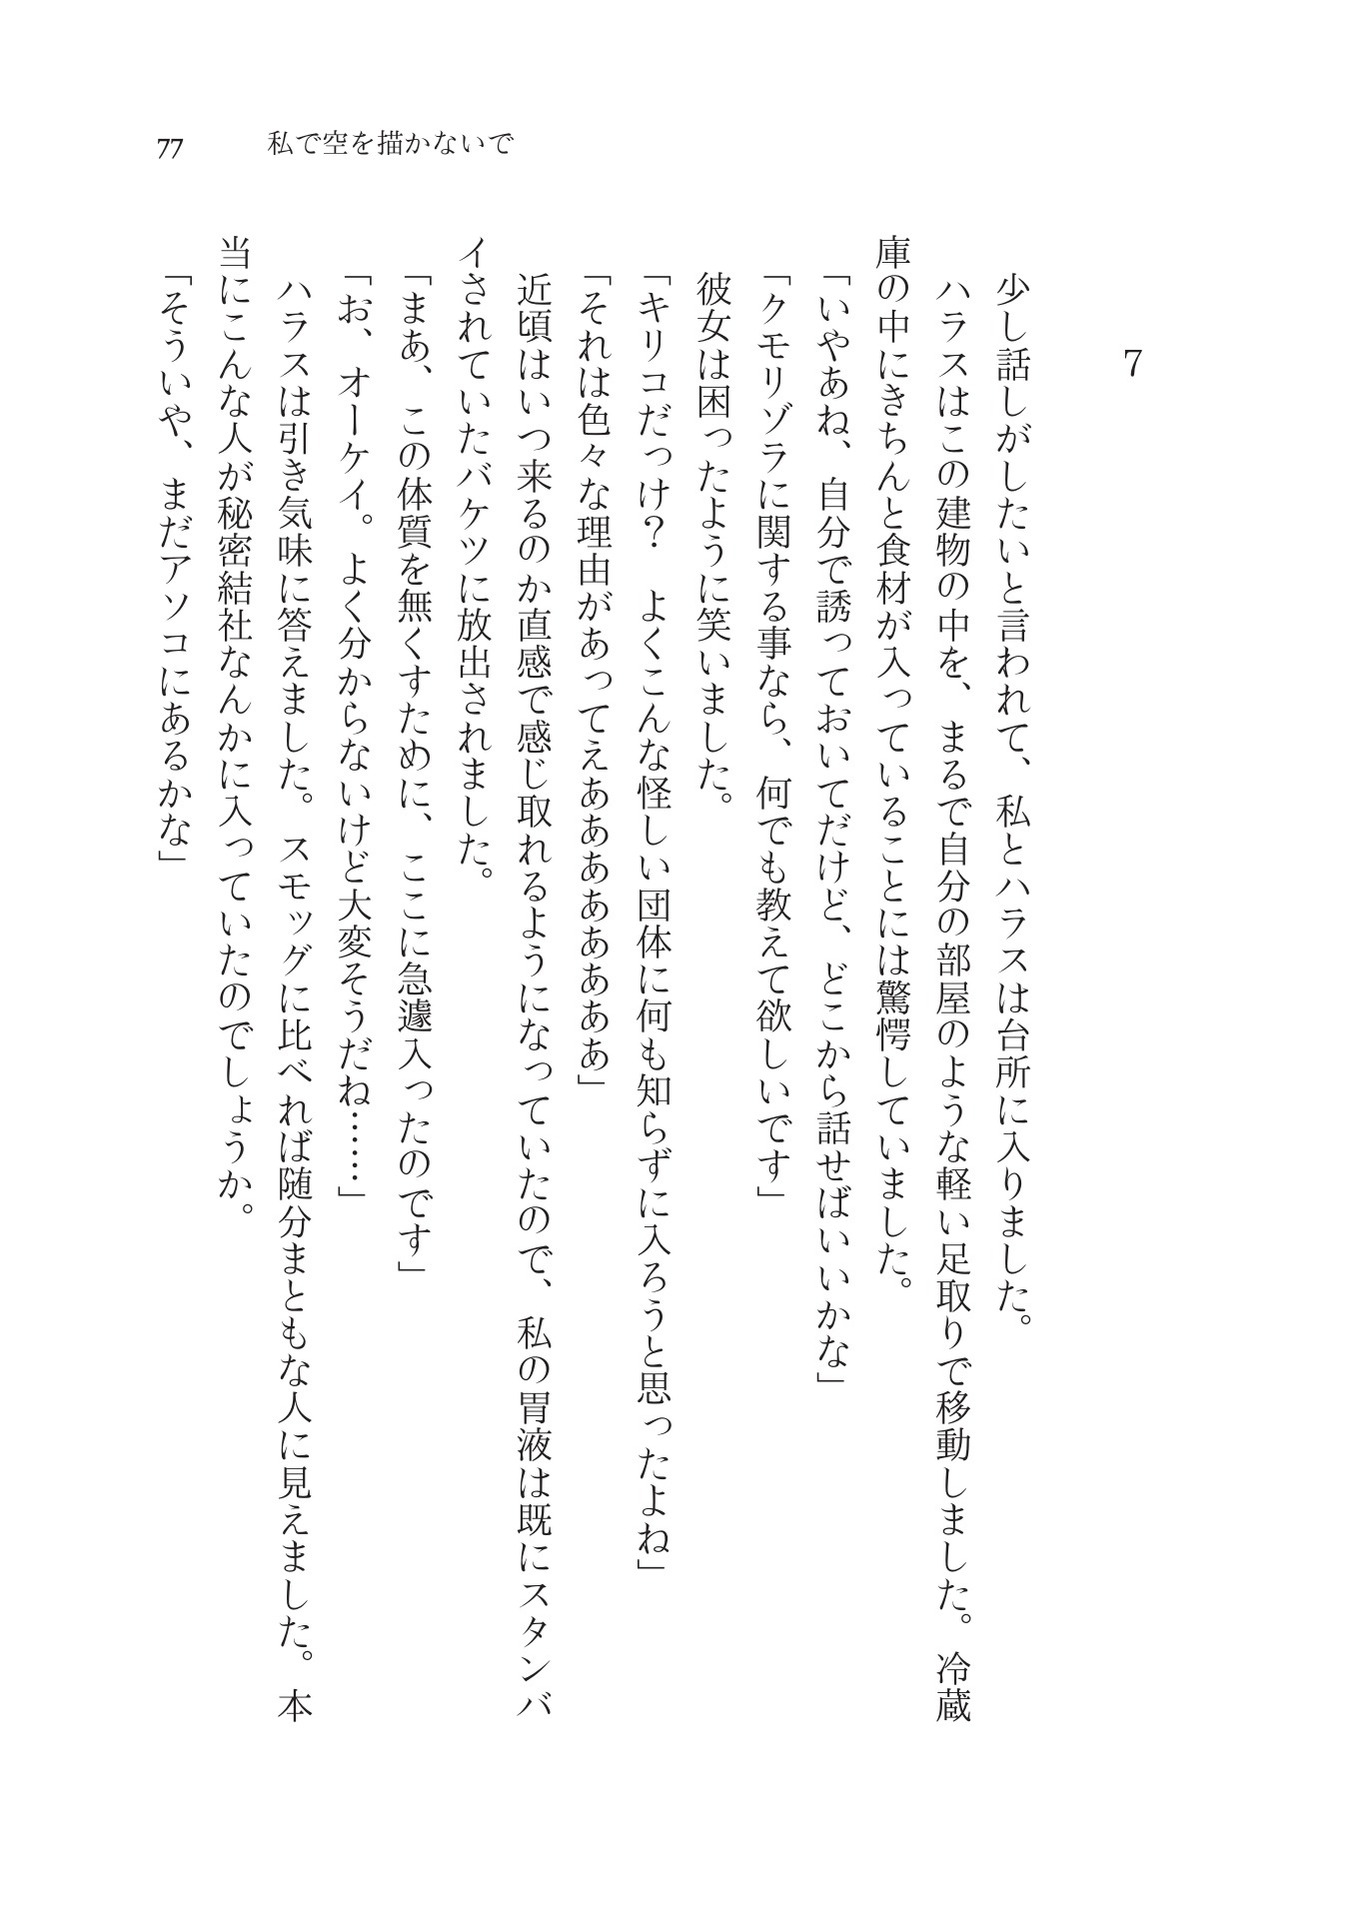 77
私で空を描かないで
7
少し話しがしたいと言われて、私とハラスは台所に入りました。
ハラスはこの建物の中を、まるで自分の部屋のような軽い足取りで移動しました。冷蔵
庫の中にきちんと食材が入っていることには驚愕していました。
「いやあね、自分で誘っておいてだけど、どこから話せばいいかな」
「クモリゾラに関する事なら、何でも教えて欲しいです」
彼女は困ったように笑いました。
「キリコだっけ？　よくこんな怪しい団体に何も知らずに入ろうと思ったよね」
「それは色々な理由があってえああああああああ」
近頃はいつ来るのか直感で感じ取れるようになっていたので、私の胃液は既にスタンバ
イされていたバケツに放出されました。
「まあ、この体質を無くすために、ここに急遽入ったのです」
「お、オーケイ。よく分からないけど大変そうだね……」
ハラスは引き気味に答えました。スモッグに比べれば随分まともな人に見えました。本
当にこんな人が秘密結社なんかに入っていたのでしょうか。
「そういや、まだアソコにあるかな」